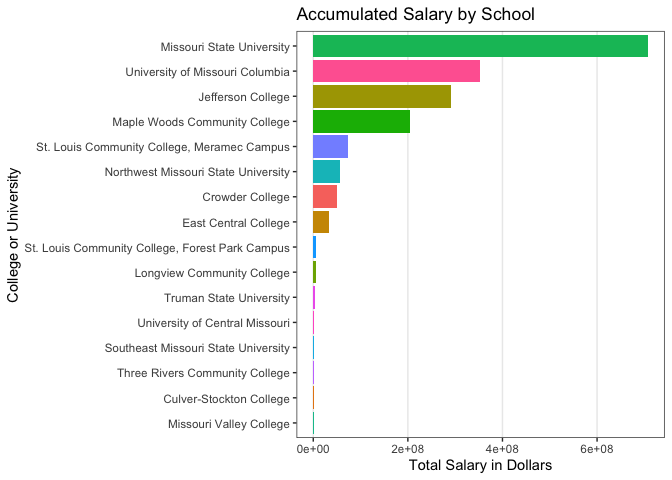 Accumulated Salary by School
College or University
Missouri State University
University of Missouri Columbia
Jefferson College
Maple Woods Community College
St. Louis Community College, Meramec Campus
Northwest Missouri State University
Crowder College
East Central College
St. Louis Community College, Forest Park Campus
Longview Community College
Truman State University
University of Central Missouri
Southeast Missouri State University
Three Rivers Community College
Culver-Stockton College
Missouri Valley College
0e+00 2e+08 4e+08 6e+08
Total Salary in Dollars